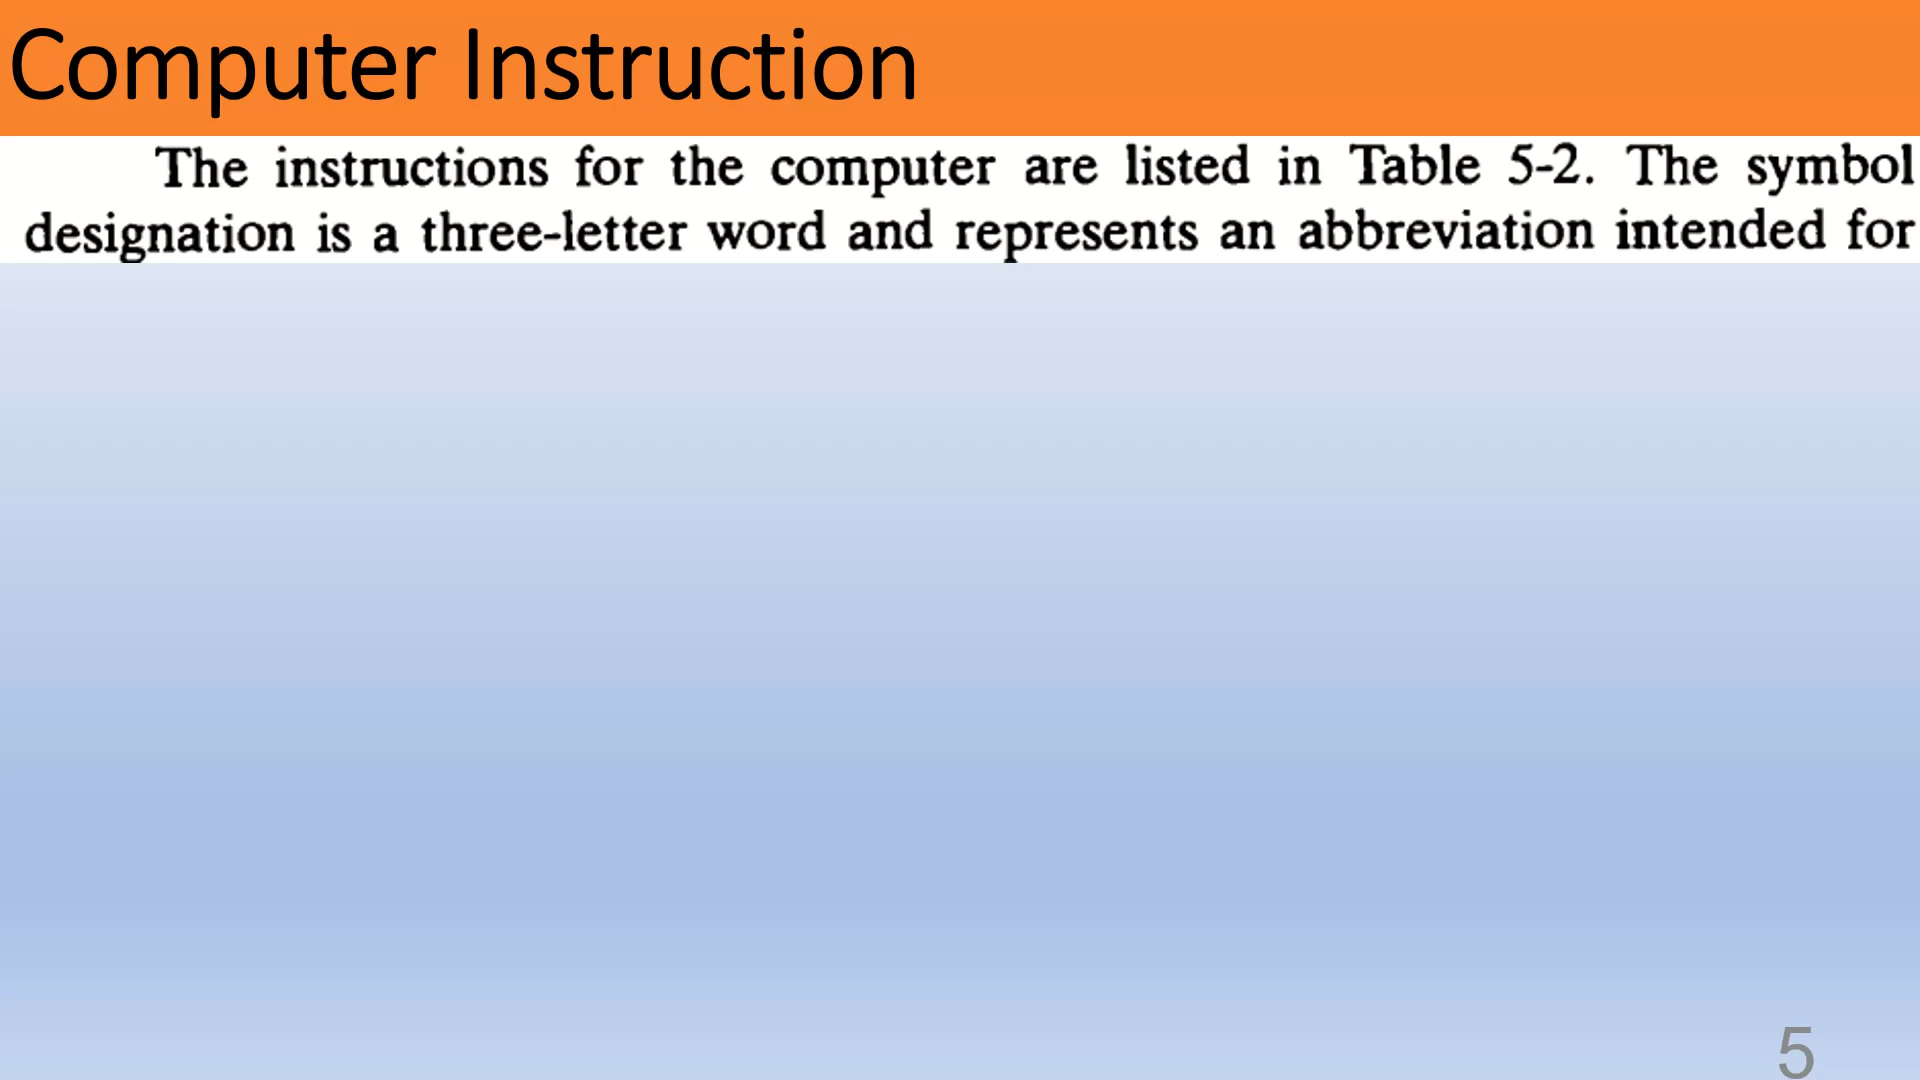 Computer Instruction
The instructions for the computer are listed in Table 5-2. The symbol
designation is a three-letter word and represents an abbreviation intended for
5